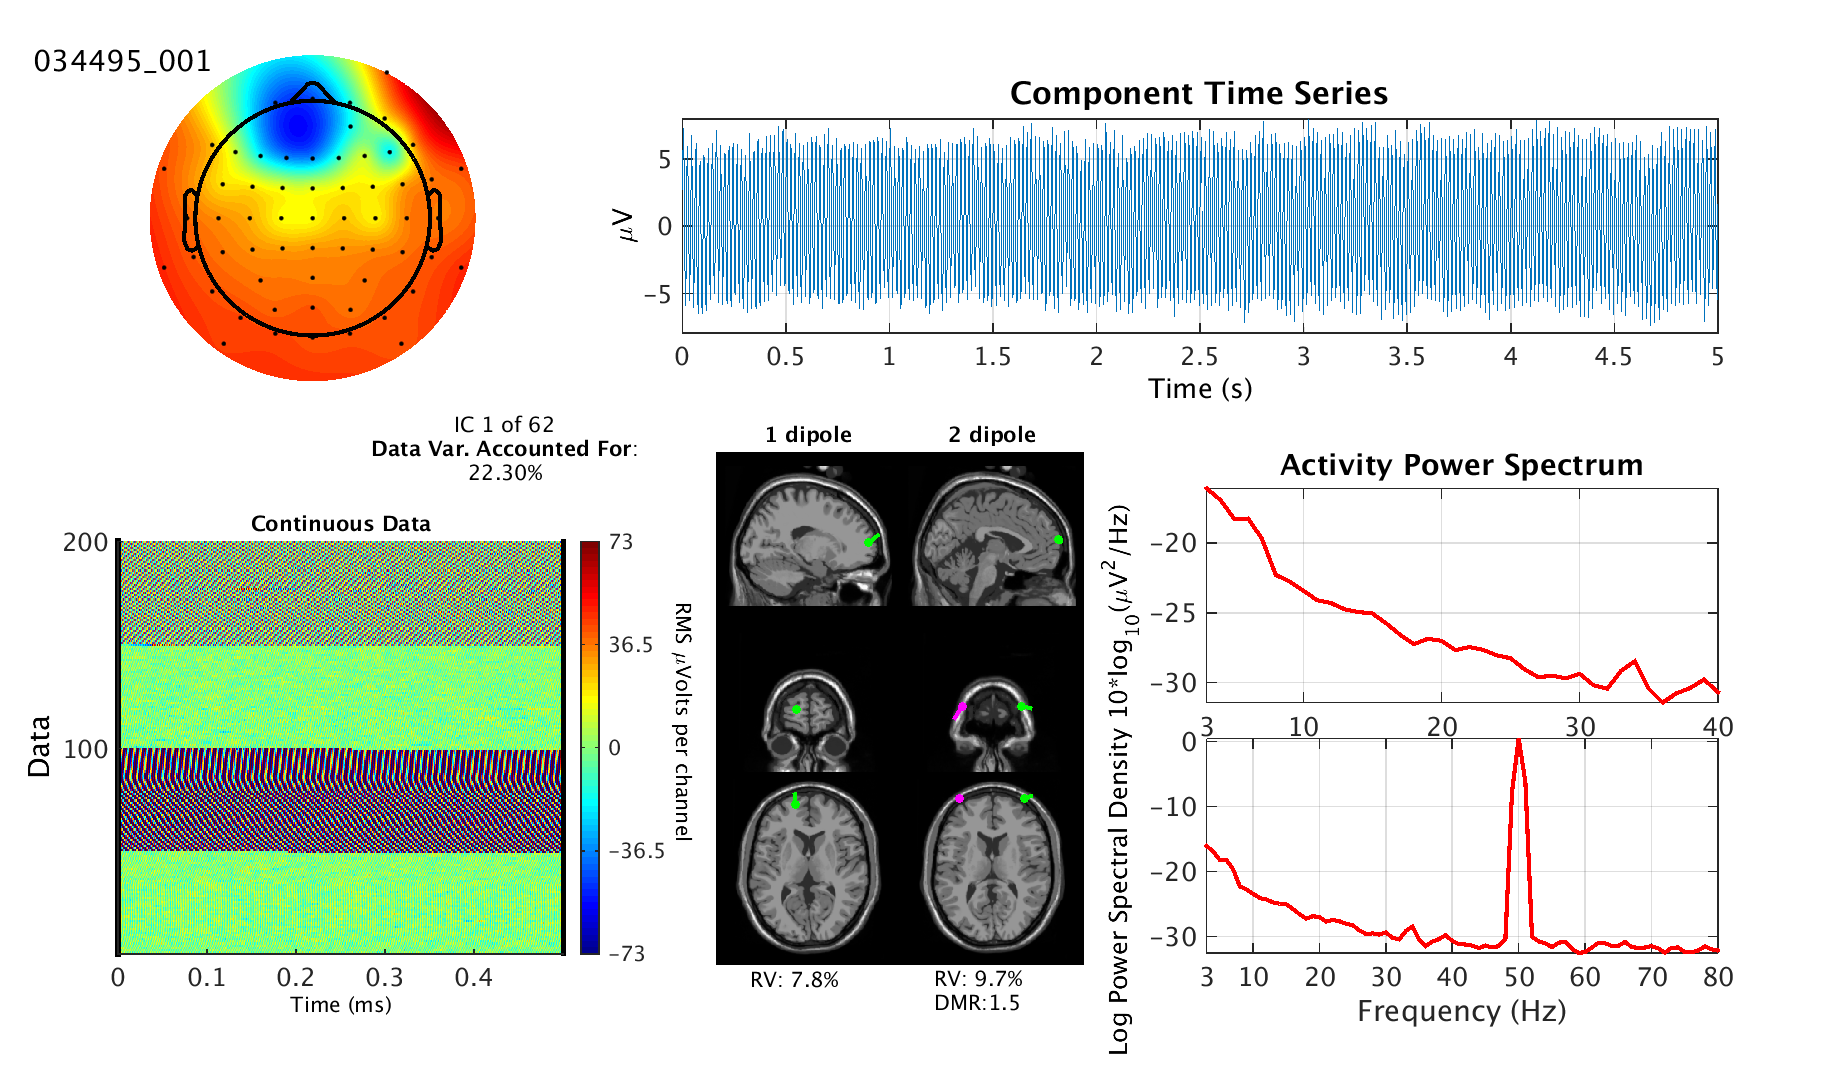 034495_001
Component Time Series
μV
5
0
−5
0
0.5
1
1.5
2
2.5
3
3.5
4
4.5
5
Time (s)
IC 1 of 62
Data Var. Accounted For:
22.30%
Continuous Data
Data
200
100
0
0.1
0.2
0.3
0.4
Time (ms)
73
36.5
0
−36.5
−73
RMS μVolts per channel
1 dipole
2 dipole
RV: 7.8%
RV: 9.7%
DMR:1.5
Activity Power Spectrum
Log Power Spectral Density 10*log10(μV2/Hz)
−20
−25
−30
3
10
20
30
40
0
−10
−20
−30
3
10
20
30
40
50
60
70
80
Frequency (Hz)